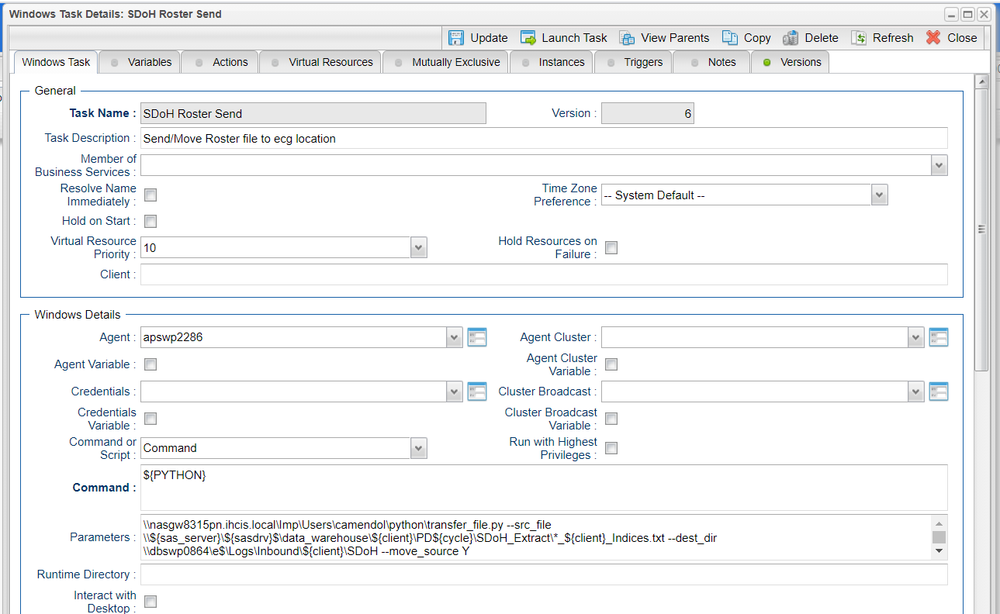 Windows Task Details: SDoH Roster Send
Update Launch Task View Parents Copy Delete Refresh Close
Windows Task Variables Actions Virtual Resources Mutually Exclusive Instances Triggers Notes Versions
General
Task Name : SDoH Roster Send Version : 6
Task Description : Send/Move Roster file to ecg location
Member of
Business Services :
Resolve Name
Immediately :
Time Zone
Preference : -- System Default --
Hold on Start :
Virtual Resource
Priority : 10
Hold Resources on
Failure :
Client :
Windows Details
Agent : apswp2286 Agent Cluster :
Agent Variable :
Agent Cluster
Variable :
Credentials : Cluster Broadcast :
Credentials
Variable :
Cluster Broadcast
Variable :
Command or
Script : Command
Run with Highest
Privileges :
Command : ${PYTHON}
Parameters :
\\nasgw8315pn.ihcis.local\Imp\Users\camendol\python\transfer_file.py --src_file
\\${sas_server}\${sasdrv}$\data_warehouse\${client}\PD${cycle}\SDoH_Extract\*_${client}_Indices.txt --dest_dir
\\dbswp0864\e$\Logs\Inbound\${client}\SDoH --move_source Y
Runtime Directory :
Interact with
Desktop :